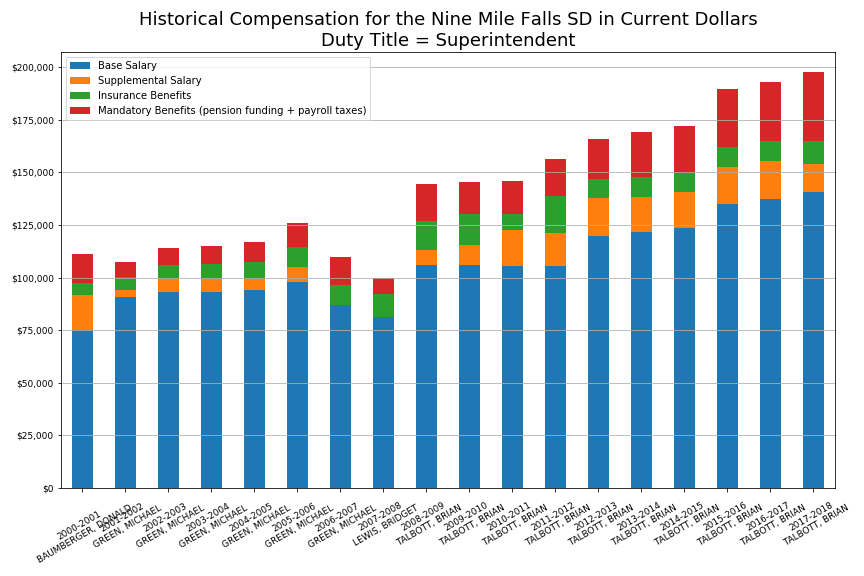 Historical Compensation for the Nine Mile Falls SD in Current Dollars
Duty Title = Superintendent
Base Salary
Supplemental Salary
Insurance Benefits
Mandatory Benefits (pension funding + payroll taxes)
$200,000
$175,000
$150,000
$125,000
$100,000
$75,000
$50,000
$25,000
$0
2000-2001
BAUMBERGER, DONALD
2001-2002
GREEN, MICHAEL
2002-2003
GREEN, MICHAEL
2003-2004
GREEN, MICHAEL
2004-2005
GREEN, MICHAEL
2005-2006
GREEN, MICHAEL
2006-2007
GREEN, MICHAEL
2007-2008
LEWIS, BRIDGET
2008-2009
TALBOTT, BRIAN
2009-2010
TALBOTT, BRIAN
2010-2011
TALBOTT, BRIAN
2011-2012
TALBOTT, BRIAN
2012-2013
TALBOTT, BRIAN
2013-2014
TALBOTT, BRIAN
2014-2015
TALBOTT, BRIAN
2015-2016
TALBOTT, BRIAN
2016-2017
TALBOTT, BRIAN
2017-2018
TALBOTT, BRIAN